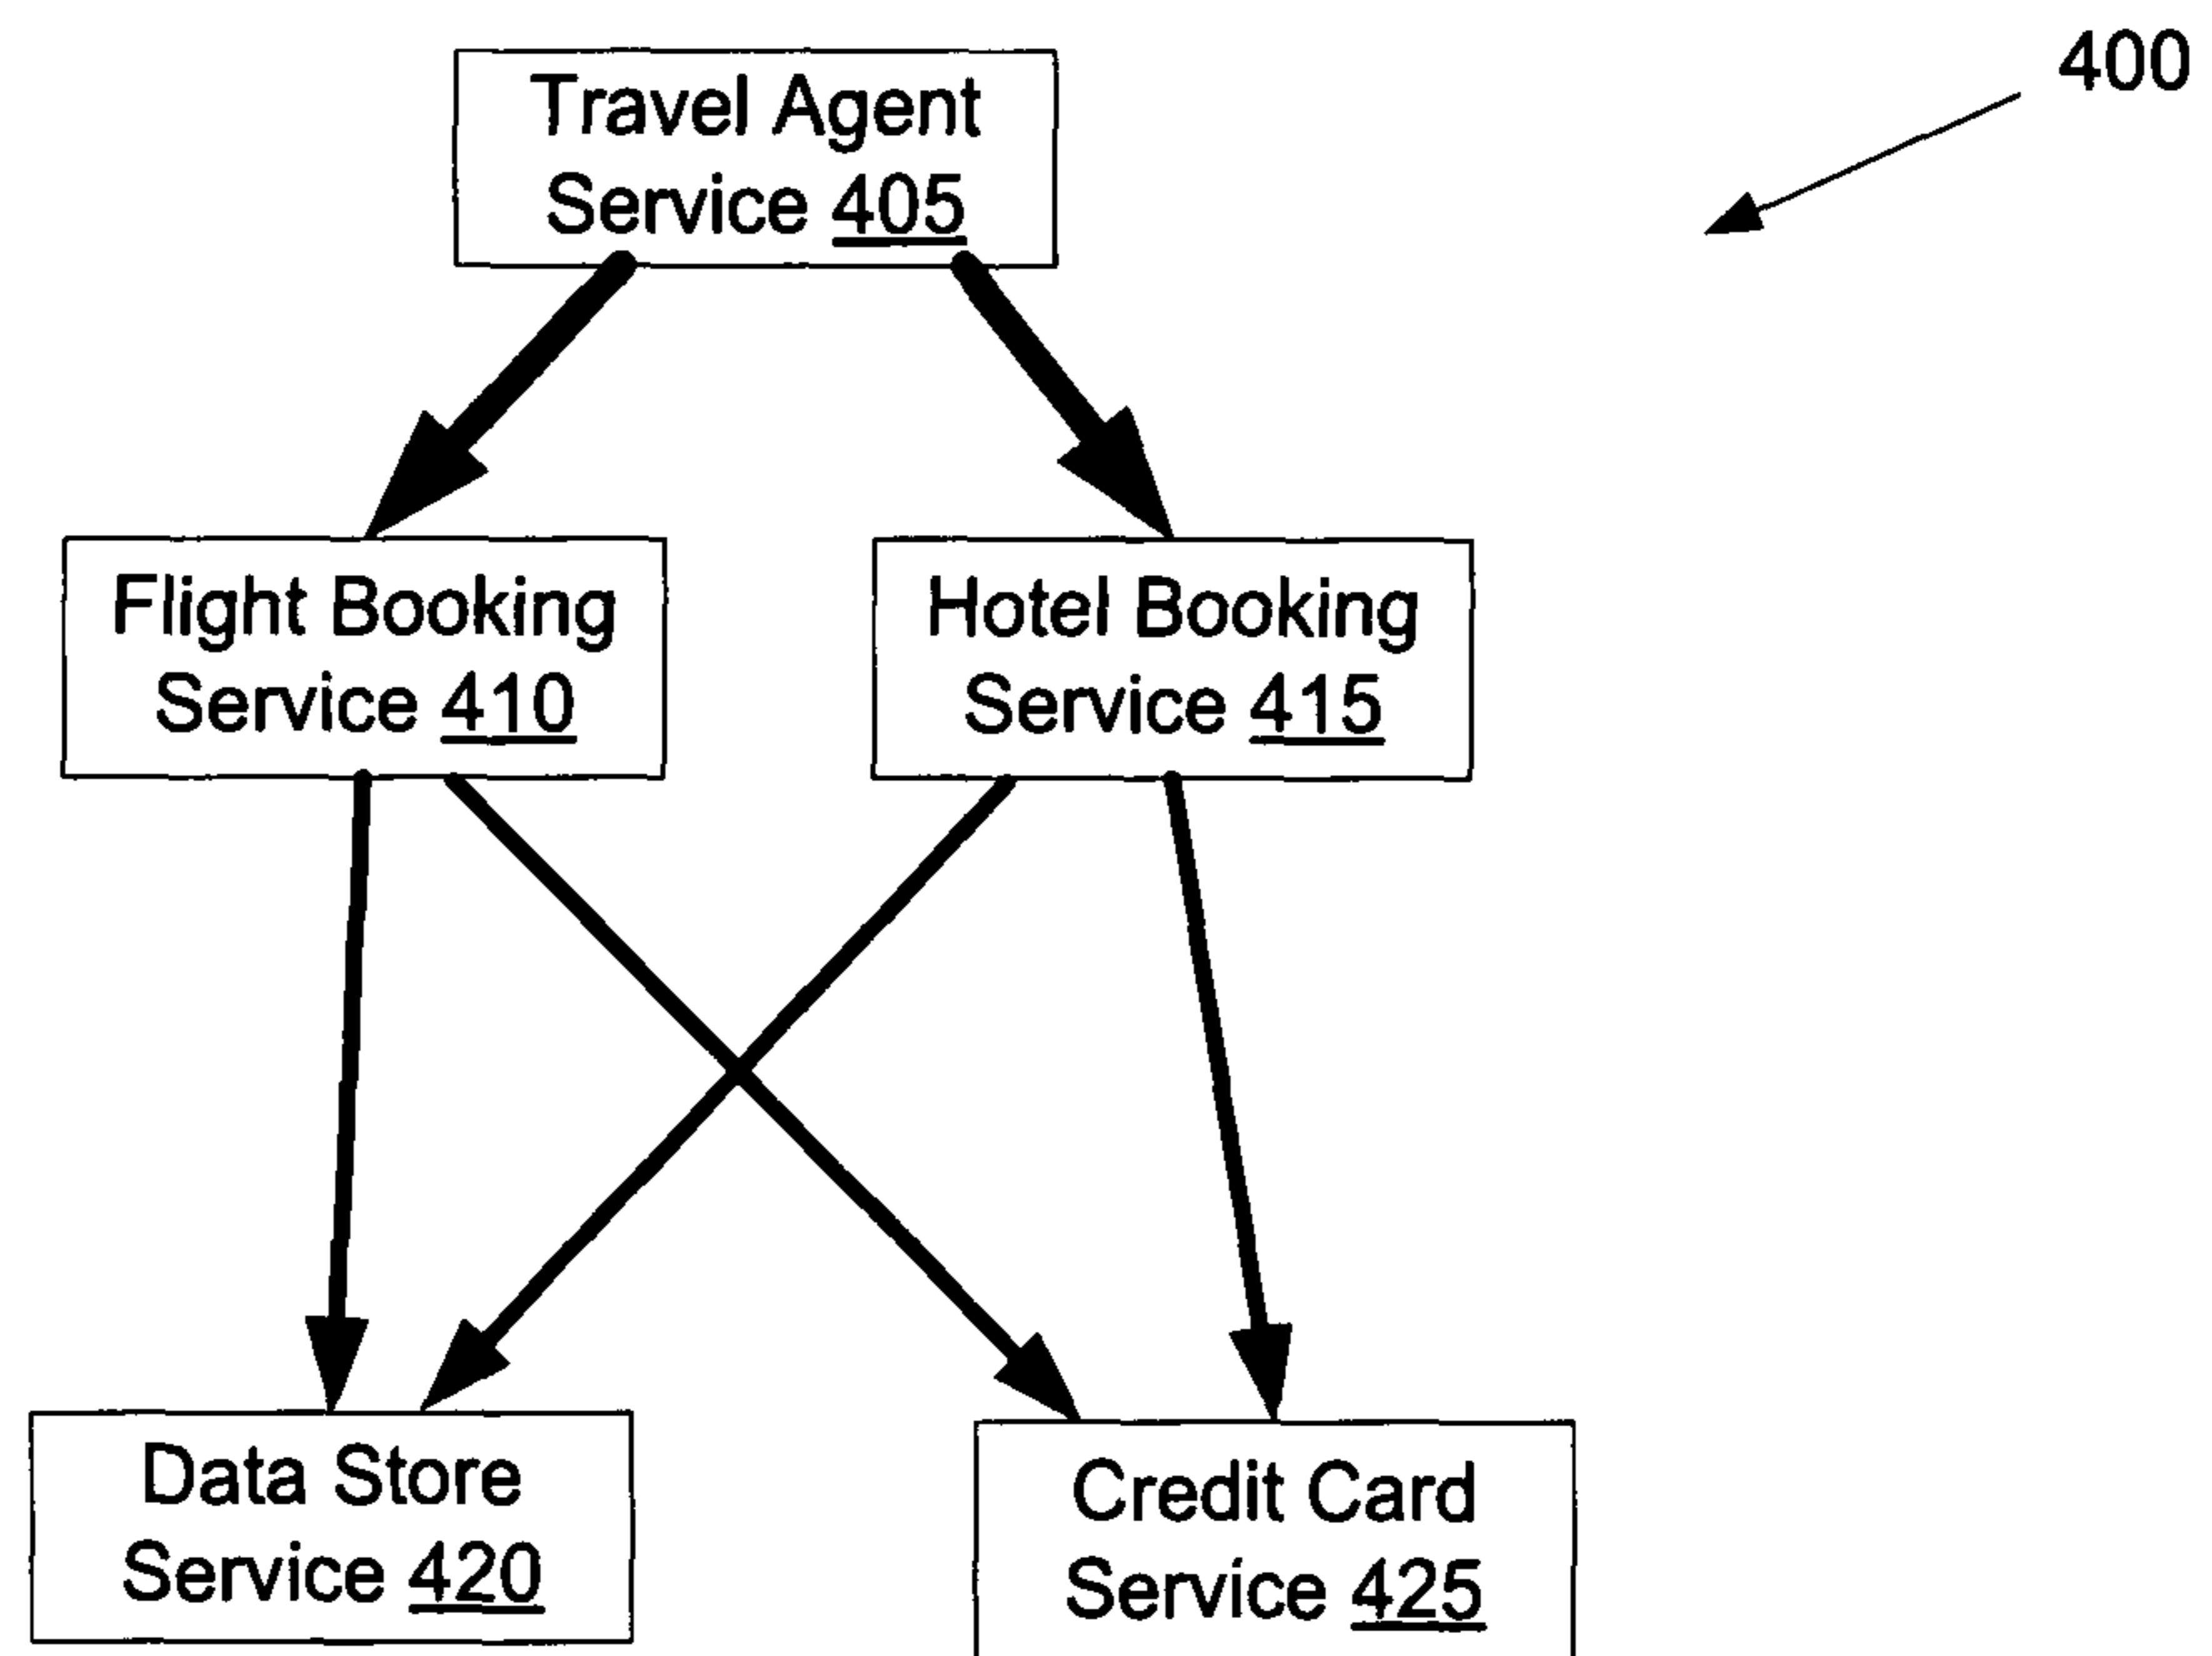 400
Travel Agent
Service 405
Flight Booking
Service 410
Hotel Booking
Service 415
Data Store
Service 420
Credit Card
Service 425